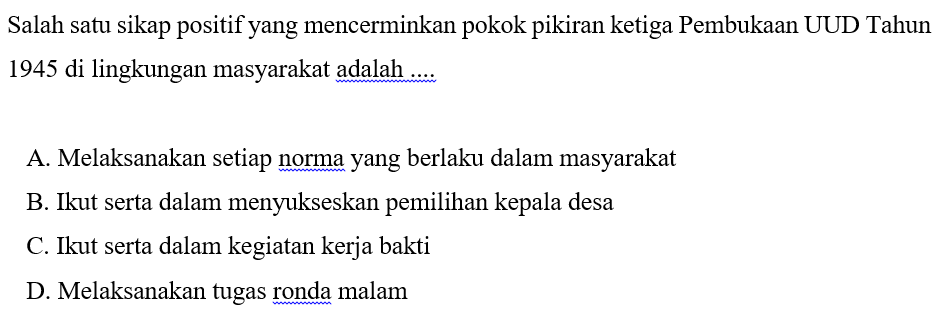 Salah satu sikap positif yang mencerminkan pokok pikiran ketiga Pembukaan UUD Tahun
1945 di lingkungan masyarakat adalah ....
A. Melaksanakan setiap norma yang berlaku dalam masyarakat
B. Ikut serta dalam menyukseskan pemilihan kepala desa
C. Ikut serta dalam kegiatan kerja bakti
D. Melaksanakan tugas ronda malam